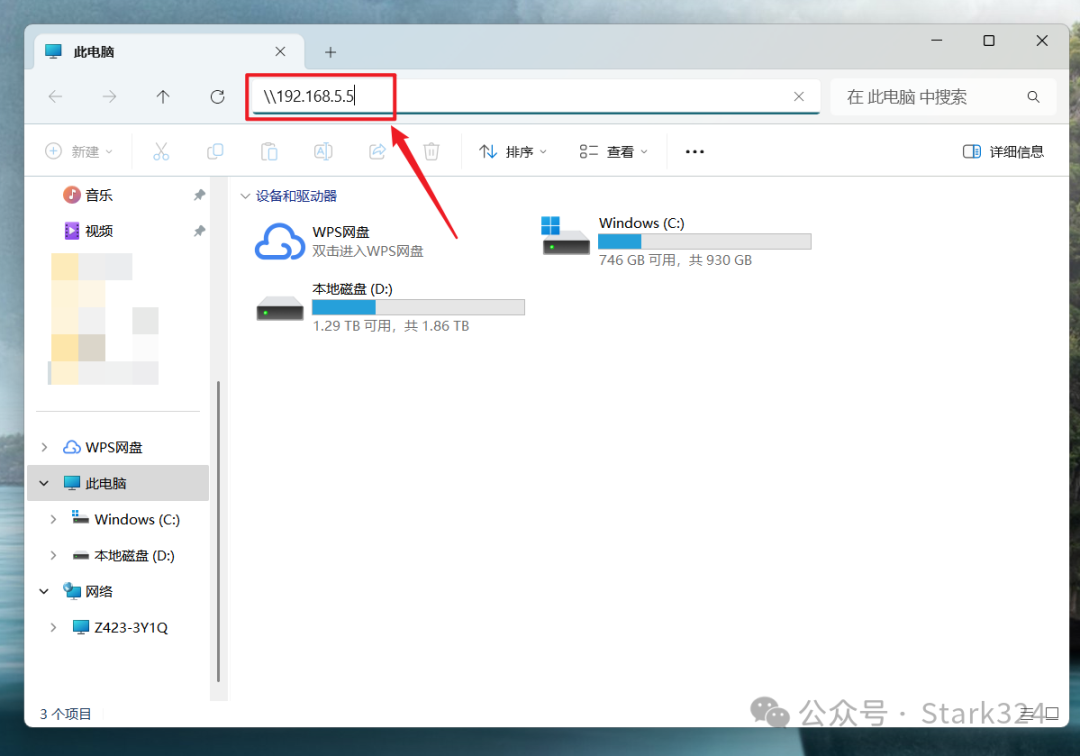 此电脑
\\192.168.5.5
在 此电脑 中搜索
新建
排序
查看
详细信息
音乐
视频
设备和驱动器
WPS网盘
双击进入WPS网盘
Windows (C:)
746 GB 可用，共 930 GB
本地磁盘 (D:)
1.29 TB 可用，共 1.86 TB
WPS网盘
此电脑
Windows (C:)
本地磁盘 (D:)
网络
Z423-3Y1Q
3 个项目
公众号 · Stark324